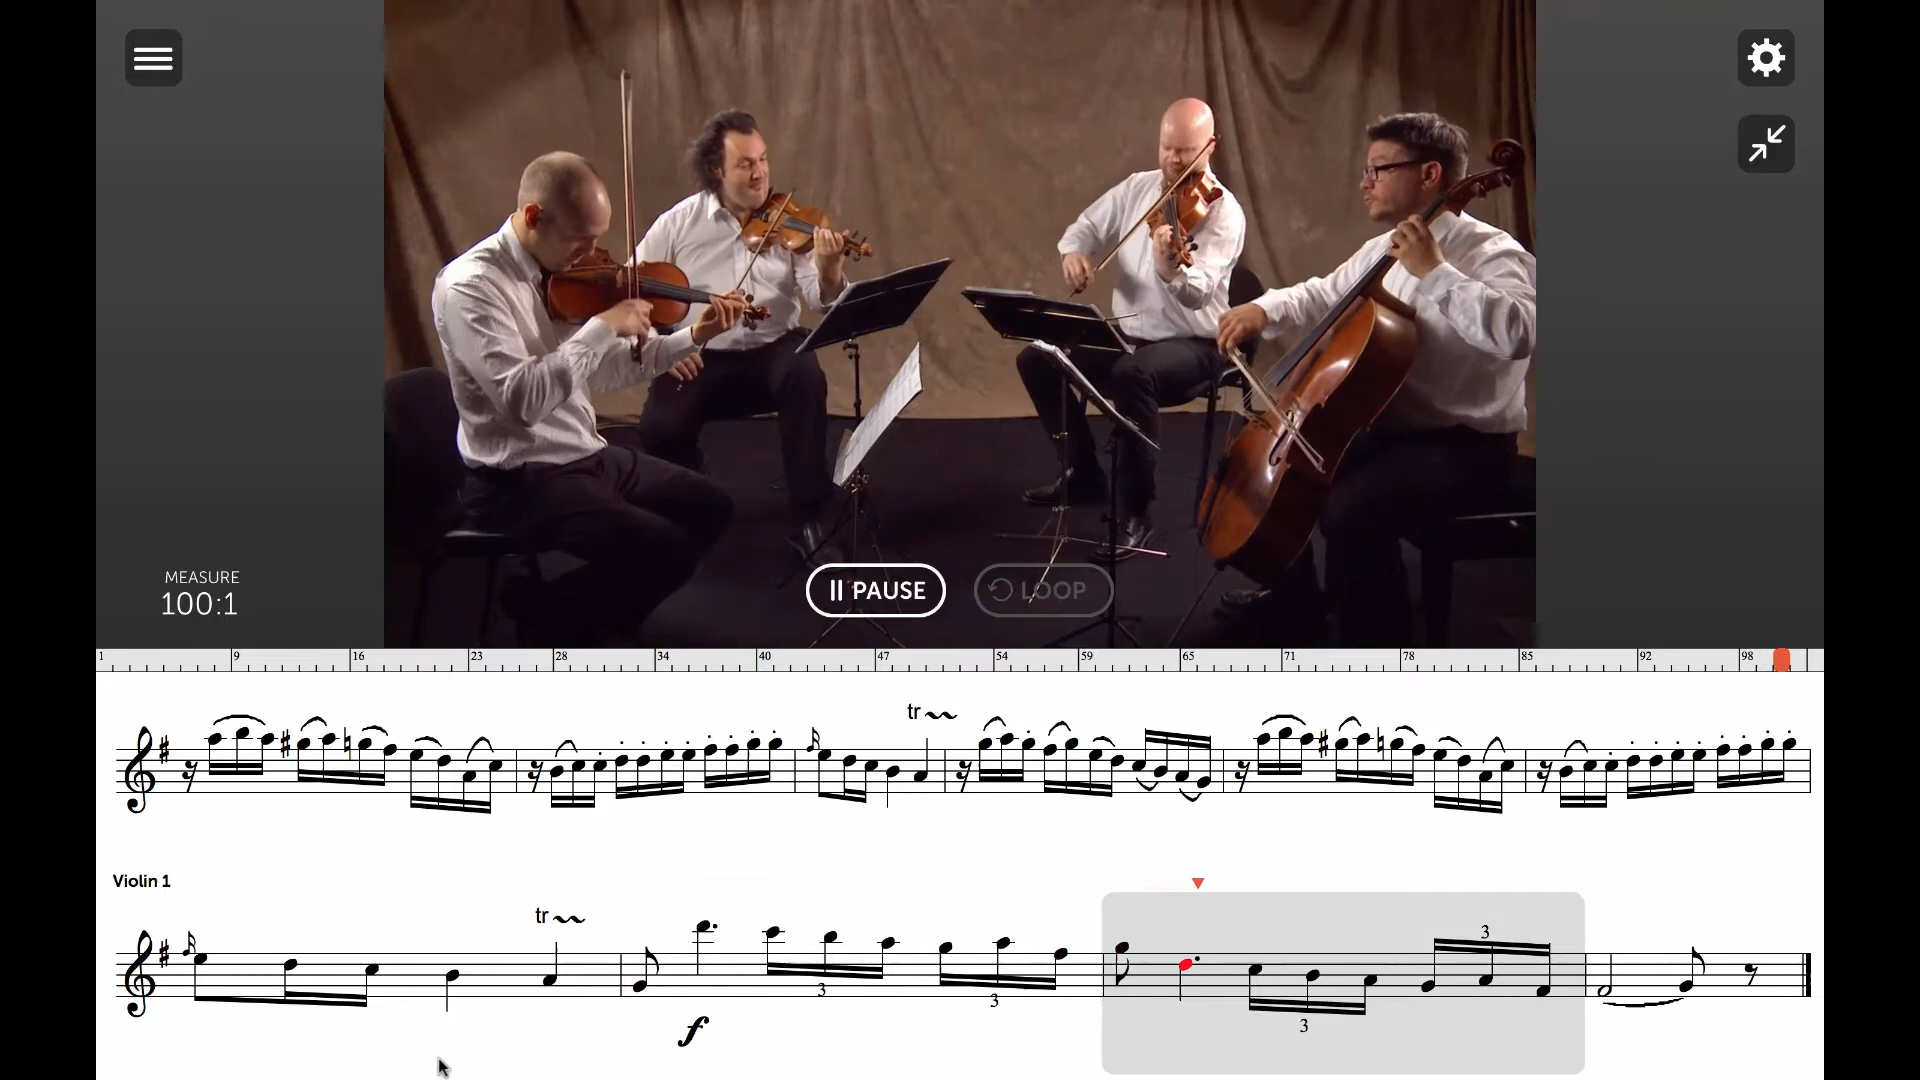 MEASURE
100:1
PAUSE
LOOP
1 9 16 23 28 34 40 47 54 59 65 71 78 85 92 98
tr
Violin 1
tr
3
f
3
3
3